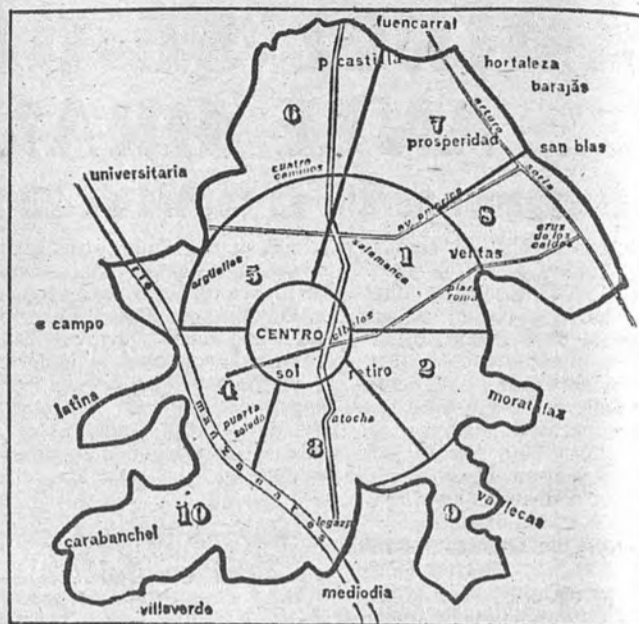 fuencarral
p castilla
hortaleza
barajas
6
7
arturo
prosperidad
san blas
cuatro
caminos
universitaria
soria
av. america
8
cruz
de los
caidos
1
salamanca
ventas
argüelles
5
rio
plaza
roma
c campo
CENTRO
cibeles
4
sol
retiro
2
latina
moratalaz
puerta
toledo
atocha
3
manzanares
vallecas
10
9
legazpi
carabanchel
mediodia
villaverde